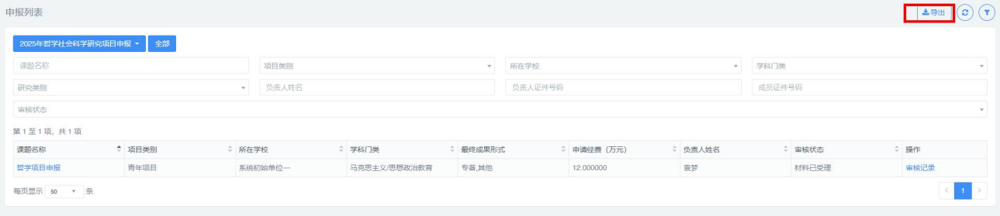 申报列表 导出
2025年哲学社会科学研究项目申报 全部
课题名称 项目类别 所在学校 学科门类
研究类别 负责人姓名 负责人证件号码 成员证件号码
审核状态
第 1 至 1 项，共 1 项
课题名称 项目类别 所在学校 学科门类 最终成果形式 申请经费（万元） 负责人姓名 审核状态 操作
哲学项目申报 青年项目 系统初始单位一 马克思主义/思想政治教育 专著,其他 12.000000 袁梦 材料已受理 审核记录
每页显示 50 条 < 1 >